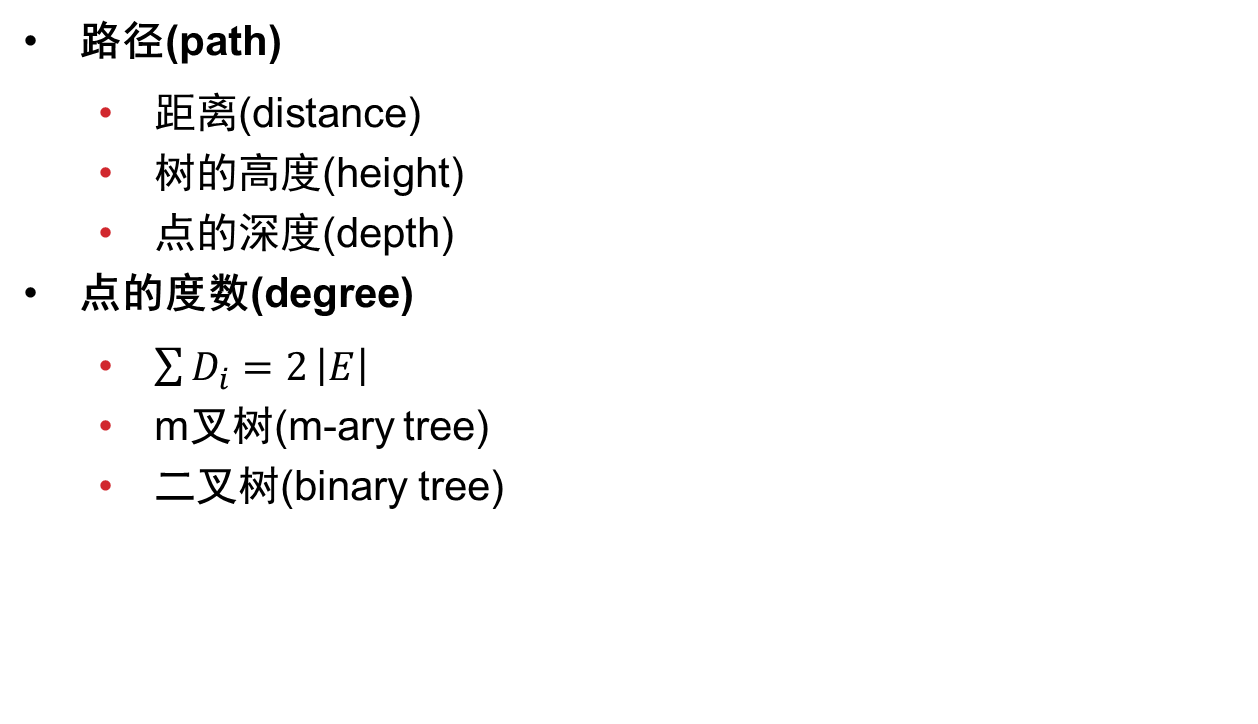 • 路径(path)
• 距离(distance)
• 树的高度(height)
• 点的深度(depth)
• 点的度数(degree)
• ∑ Dᵢ = 2|E|
• m叉树(m-ary tree)
• 二叉树(binary tree)